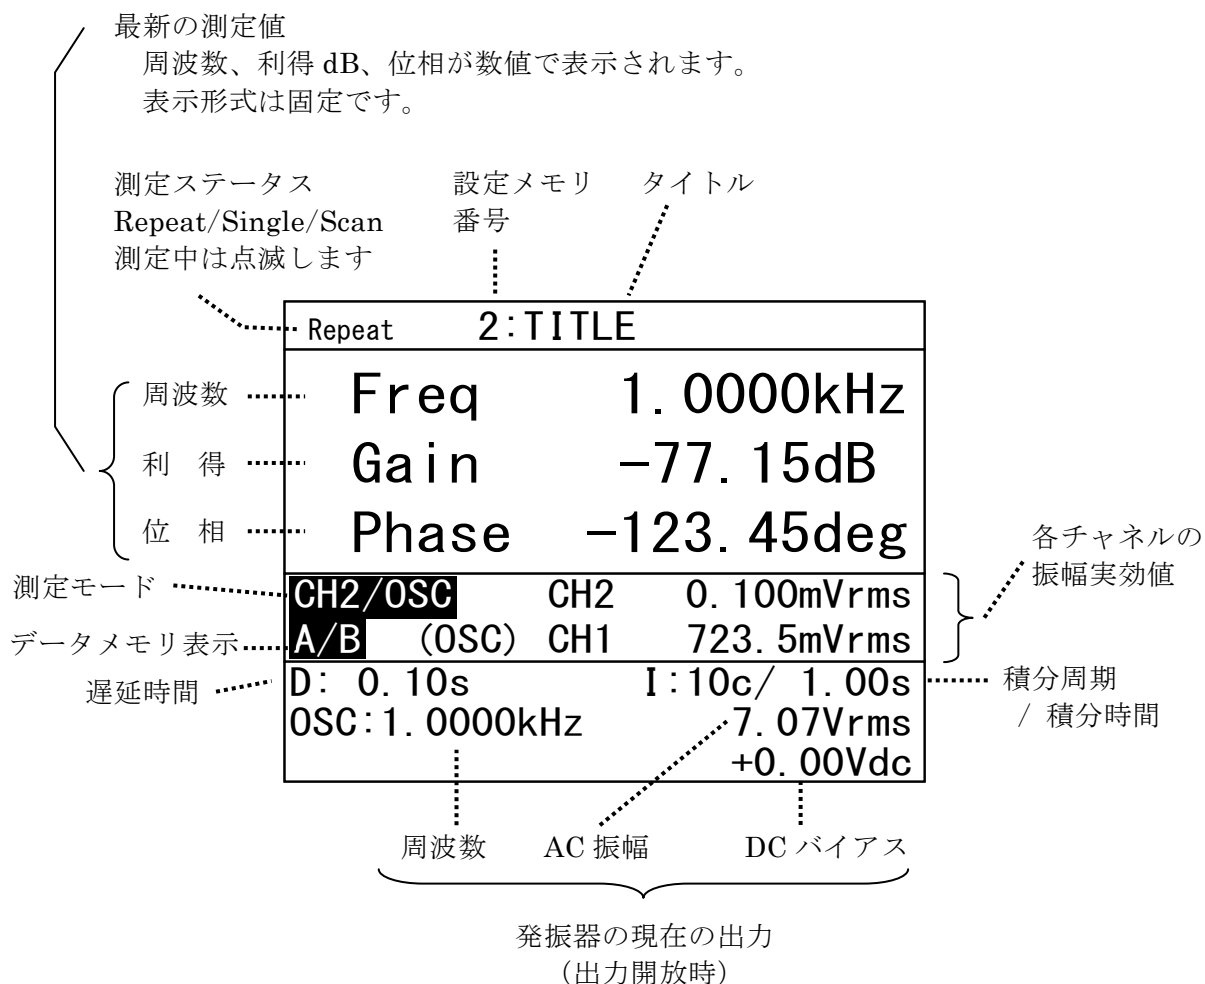 最新の測定値
周波数、利得 dB、位相が数値で表示されます。
表示形式は固定です。
測定ステータス
Repeat/Single/Scan
測定中は点滅します
設定メモリ
番号
タイトル
Repeat 2:TITLE
周波数 Freq 1.0000kHz
利 得 Gain −77.15dB
位 相 Phase −123.45deg
各チャネルの
振幅実効値
測定モード CH2/OSC CH2 0.100mVrms
データメモリ表示 A/B (OSC) CH1 723.5mVrms
遅延時間 D: 0.10s I:10c/ 1.00s 積分周期
/ 積分時間
OSC:1.0000kHz 7.07Vrms
+0.00Vdc
周波数 AC 振幅 DC バイアス
発振器の現在の出力
（出力開放時）